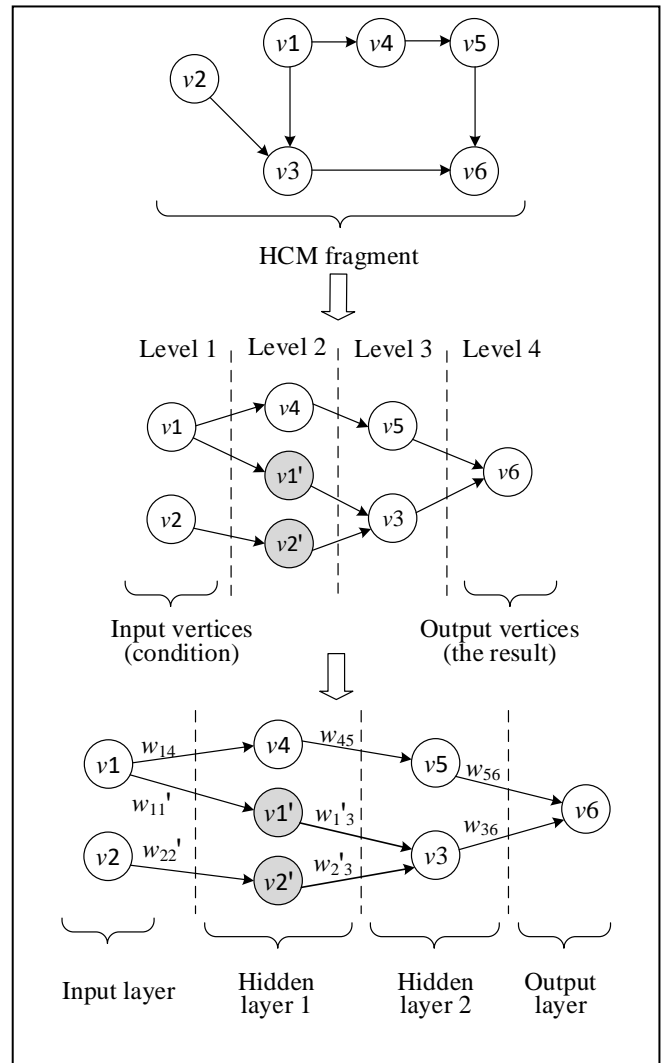 v1 v4 v5
v2
v3 v6
HCM fragment
Level 1 Level 2 Level 3 Level 4
v4
v1 v5
v1' v6
v2 v3
v2'
Input vertices
(condition)
Output vertices
(the result)
w14 v4 w45
v1 v5 w56
w11' v1' w1'3 v6
v2 w22' w2'3 v3 w36
v2'
Input layer
Hidden
layer 1
Hidden
layer 2
Output
layer